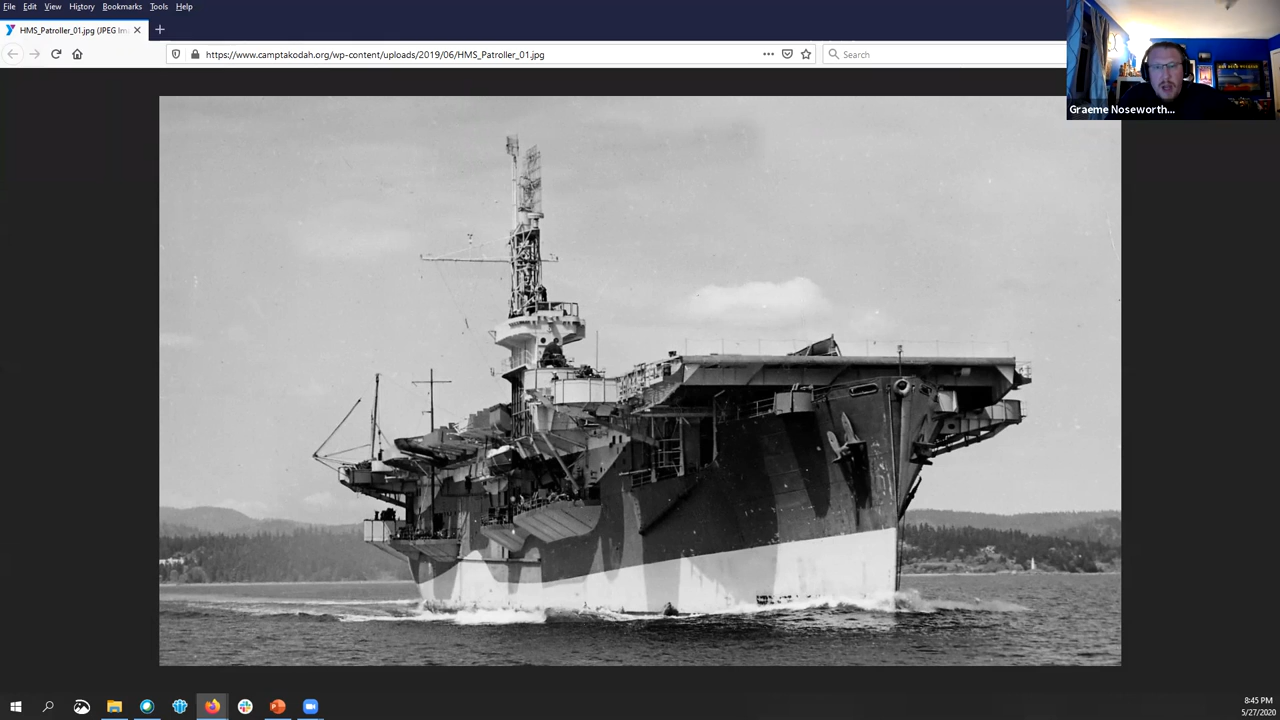 File Edit View History Bookmarks Tools Help
HMS_Patroller_01.jpg (JPEG Im
https://www.camptakodah.org/wp-content/uploads/2019/06/HMS_Patroller_01.jpg
Search
Graeme Noseworth...
8:45 PM
5/27/2020